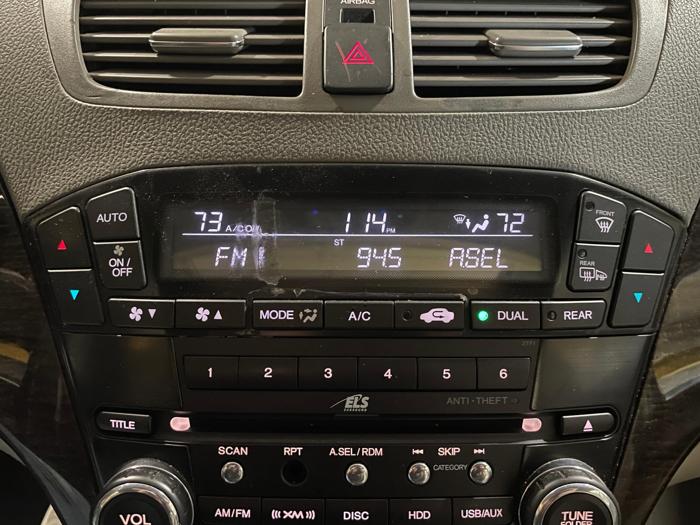 AIRBAG
AUTO
73 A/C ON 1:14 PM 72
FRONT
ON / OFF
ST
FM 94.5 A.SEL
REAR
MODE A/C DUAL REAR
1 2 3 4 5 6
ELS
SURROUND
ANTI-THEFT
TITLE
SCAN RPT A.SEL / RDM SKIP
CATEGORY
VOL AM/FM ((XM)) DISC HDD USB/AUX TUNE
FOLDER